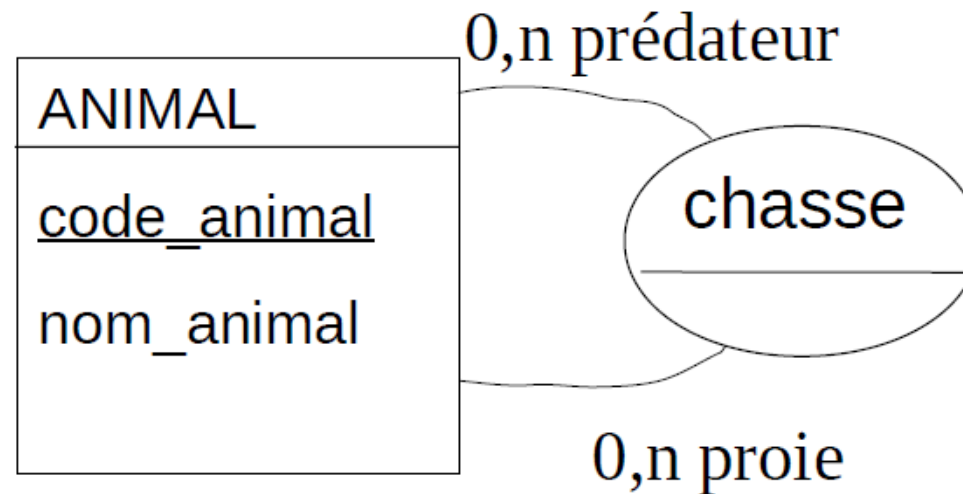 0,n prédateur
ANIMAL
code_animal
nom_animal
chasse
0,n proie